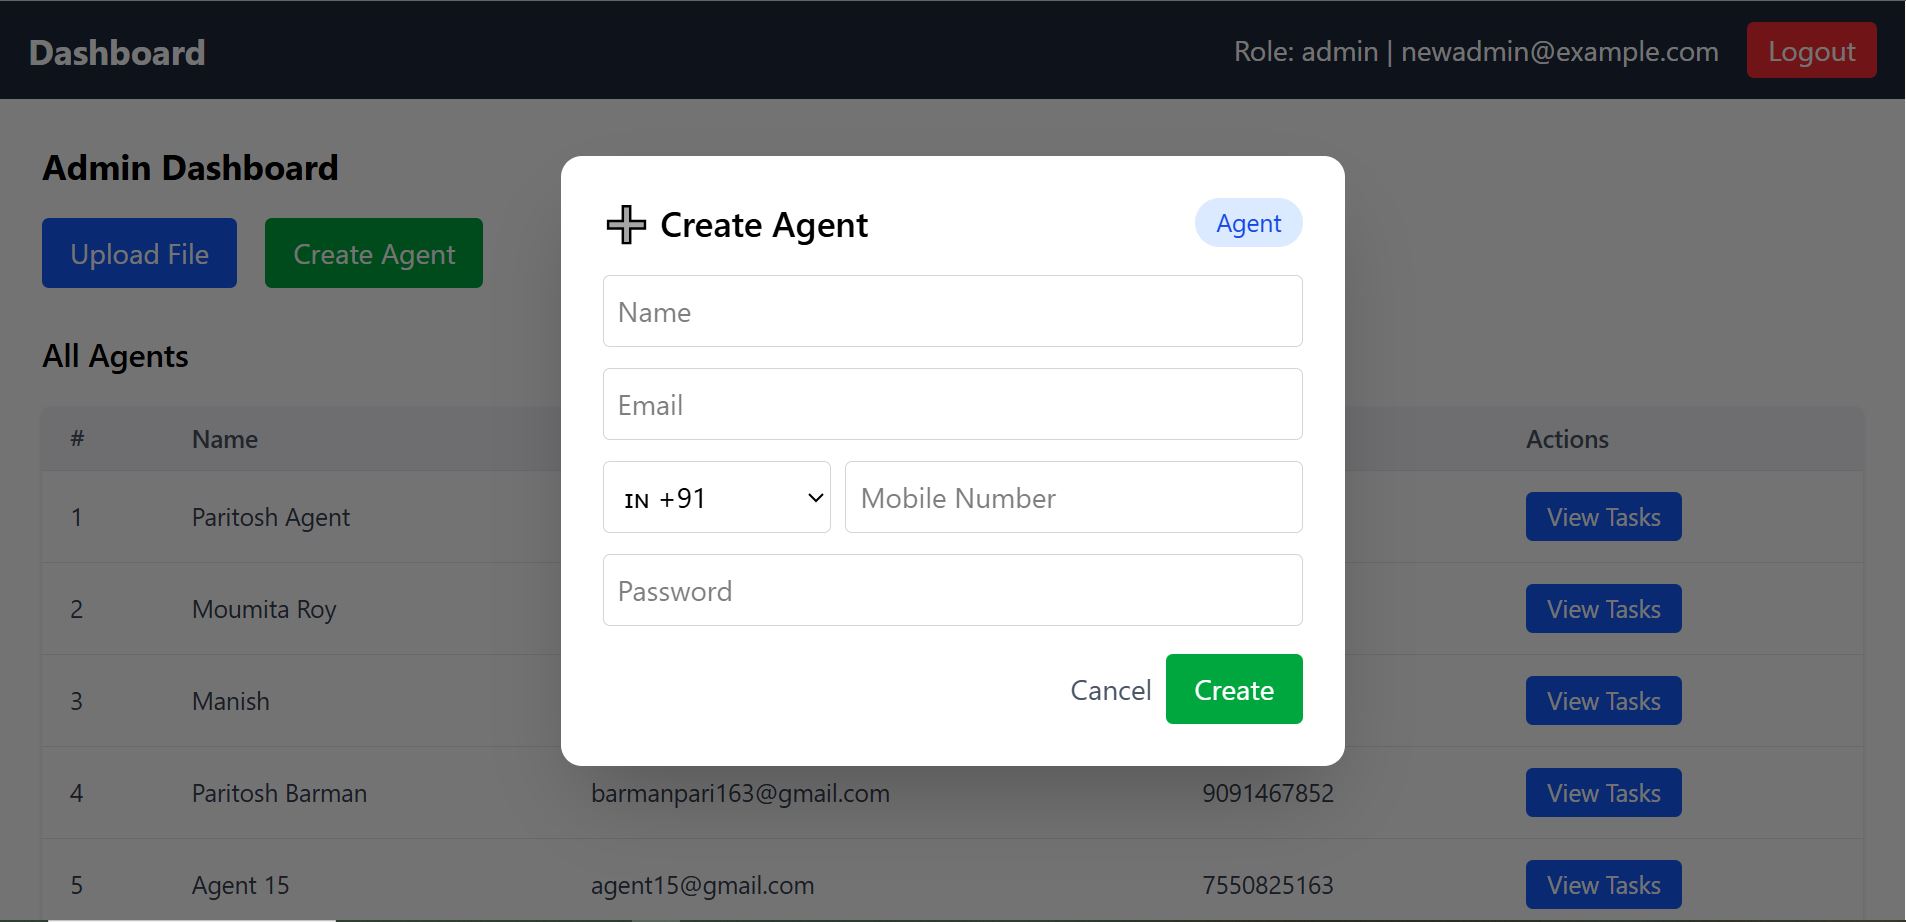 Dashboard
Role: admin | newadmin@example.com
Logout
Admin Dashboard
Upload File
Create Agent
All Agents
# Name Actions
1 Paritosh Agent View Tasks
2 Moumita Roy View Tasks
3 Manish View Tasks
4 Paritosh Barman barmanpari163@gmail.com 9091467852 View Tasks
5 Agent 15 agent15@gmail.com 7550825163 View Tasks
Create Agent
Agent
Name
Email
IN +91
Mobile Number
Password
Cancel
Create